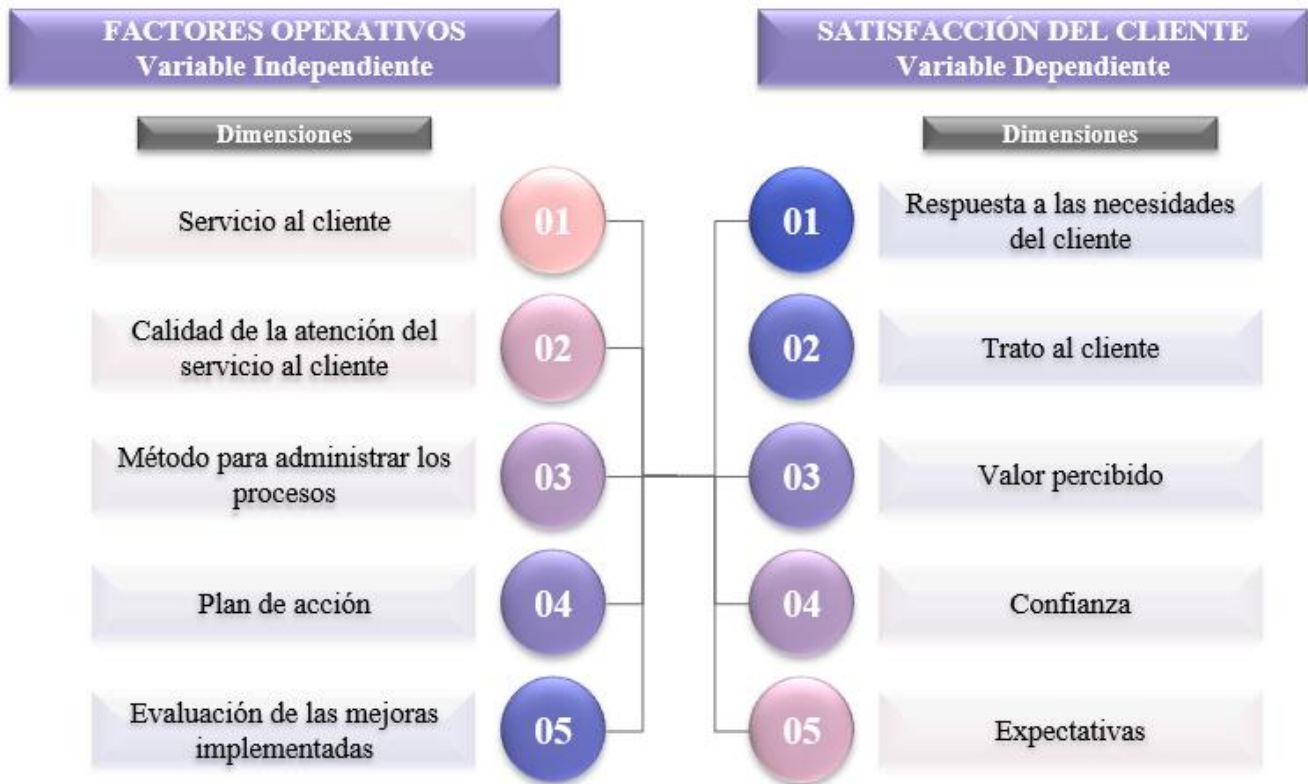 FACTORES OPERATIVOS
Variable Independiente
Dimensiones
01
Servicio al cliente
02
Calidad de la atención del
servicio al cliente
03
Método para administrar los
procesos
04
Plan de acción
05
Evaluación de las mejoras
implementadas
SATISFACCIÓN DEL CLIENTE
Variable Dependiente
Dimensiones
01
Respuesta a las necesidades
del cliente
02
Trato al cliente
03
Valor percibido
04
Confianza
05
Expectativas